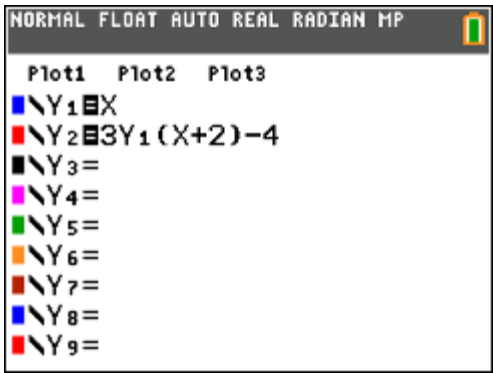 NORMAL FLOAT AUTO REAL RADIAN MP
Plot1 Plot2 Plot3
\Y₁=X
\Y₂=3Y₁(X+2)-4
\Y₃=
\Y₄=
\Y₅=
\Y₆=
\Y₇=
\Y₈=
\Y₉=